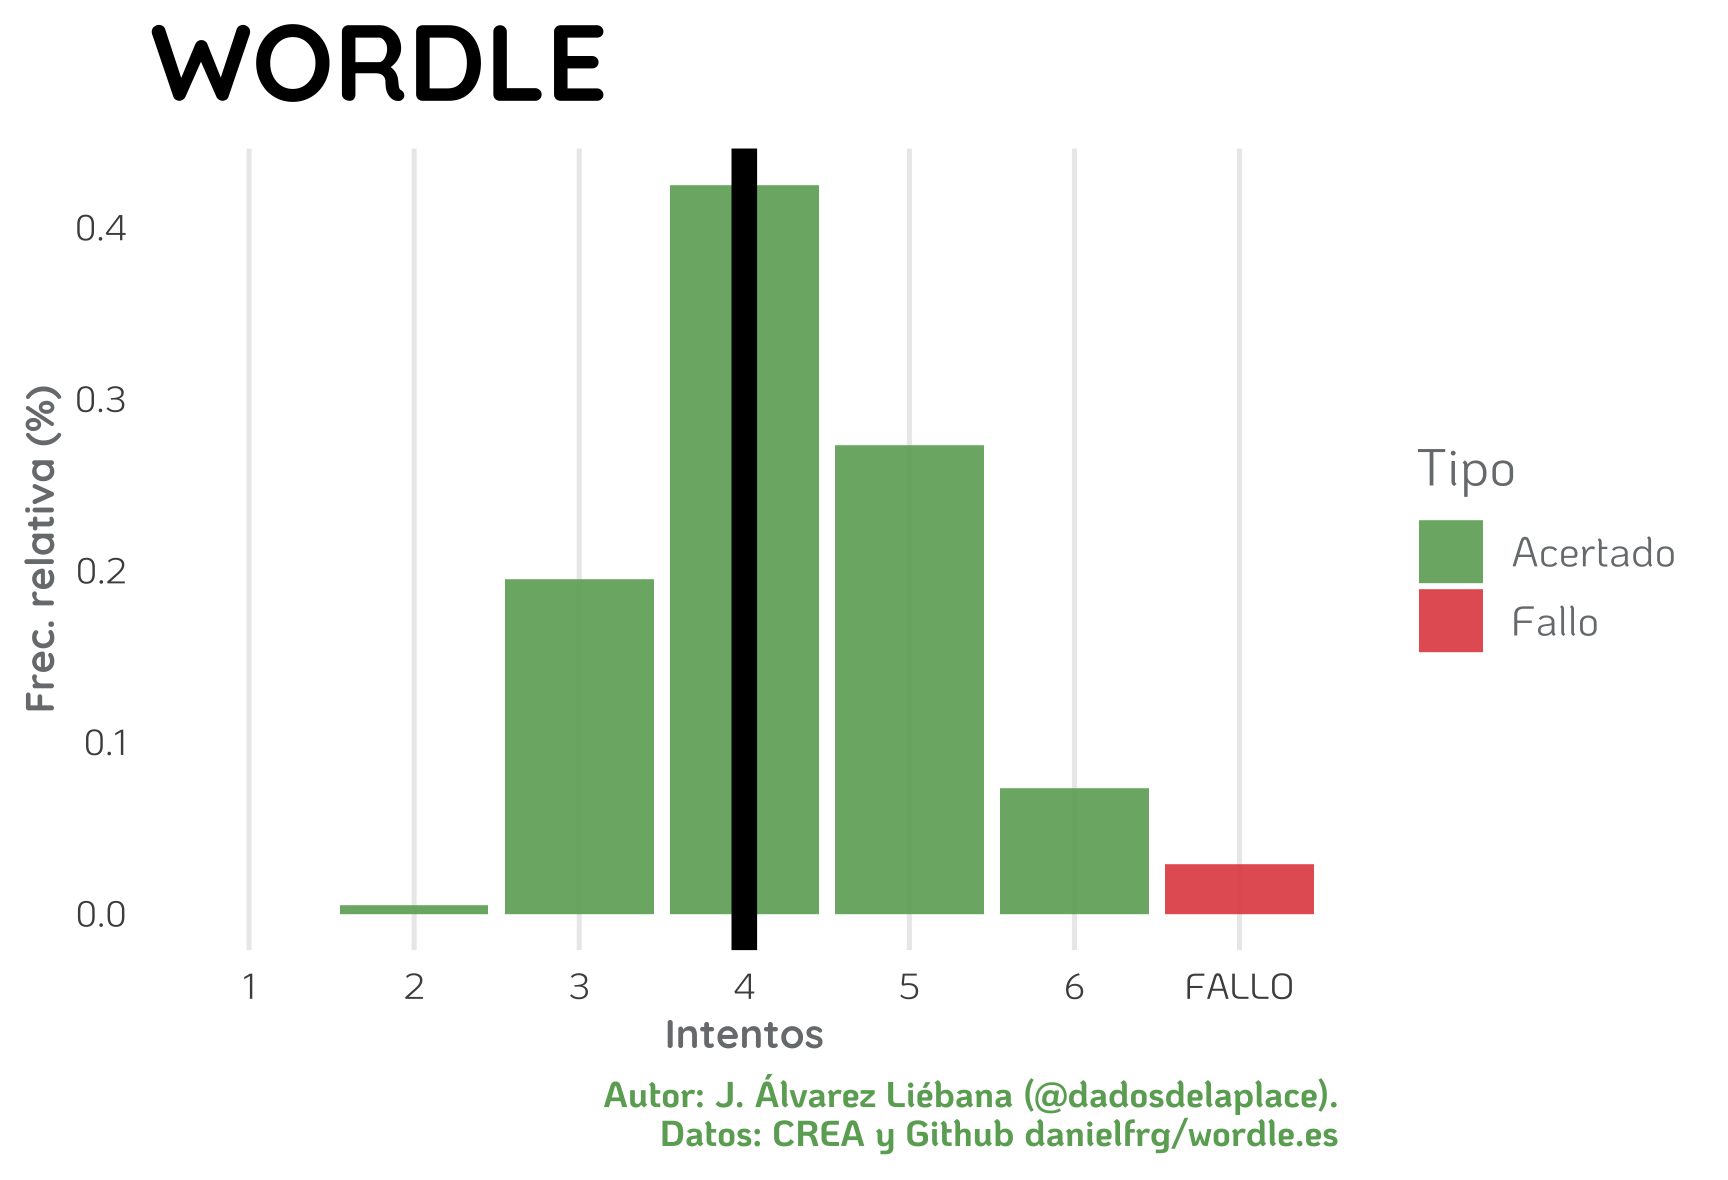 WORDLE
Frec. relativa (%)
0.4
0.3
0.2
0.1
0.0
1 2 3 4 5 6 FALLO
Intentos
Tipo
Acertado
Fallo
Autor: J. Álvarez Liébana (@dadosdelaplace).
Datos: CREA y Github danielfrg/wordle.es